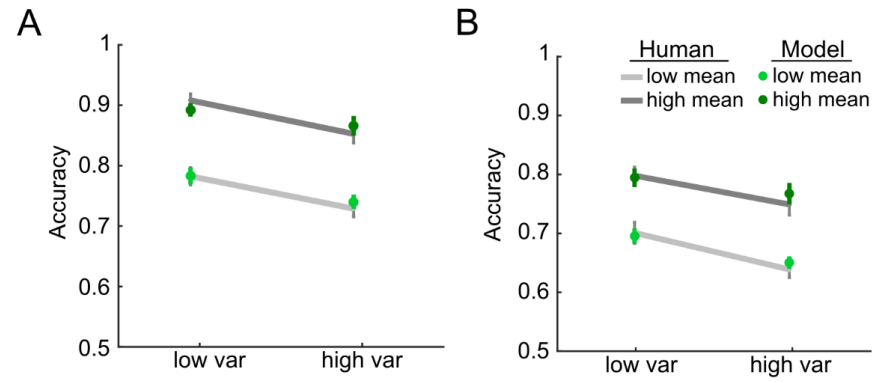 A
Accuracy
1
0.9
0.8
0.7
0.6
0.5
low var high var
B
Accuracy
1
0.9
0.8
0.7
0.6
0.5
low var high var
Human Model
low mean low mean
high mean high mean